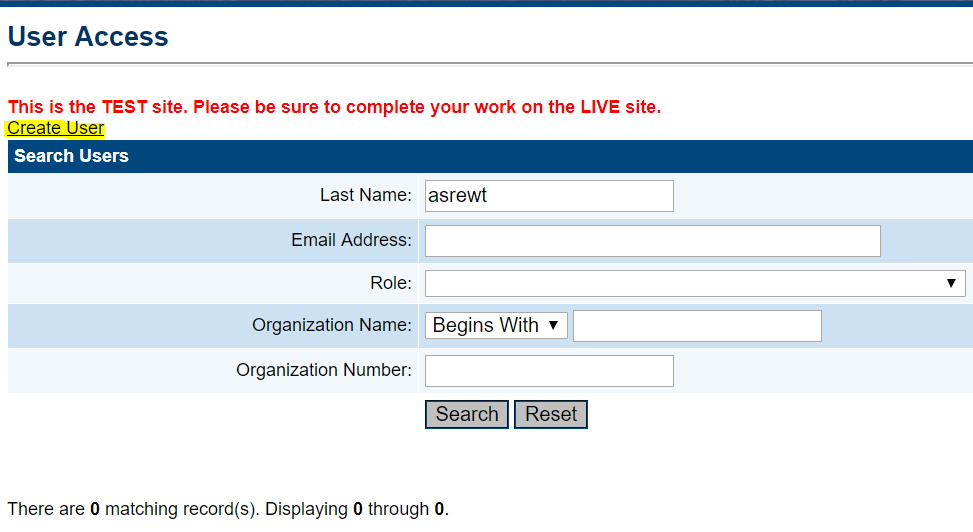 User Access
This is the TEST site. Please be sure to complete your work on the LIVE site.
Create User
Search Users
Last Name: asrewt
Email Address:
Role:
Organization Name: Begins With
Organization Number:
Search Reset
There are 0 matching record(s). Displaying 0 through 0.